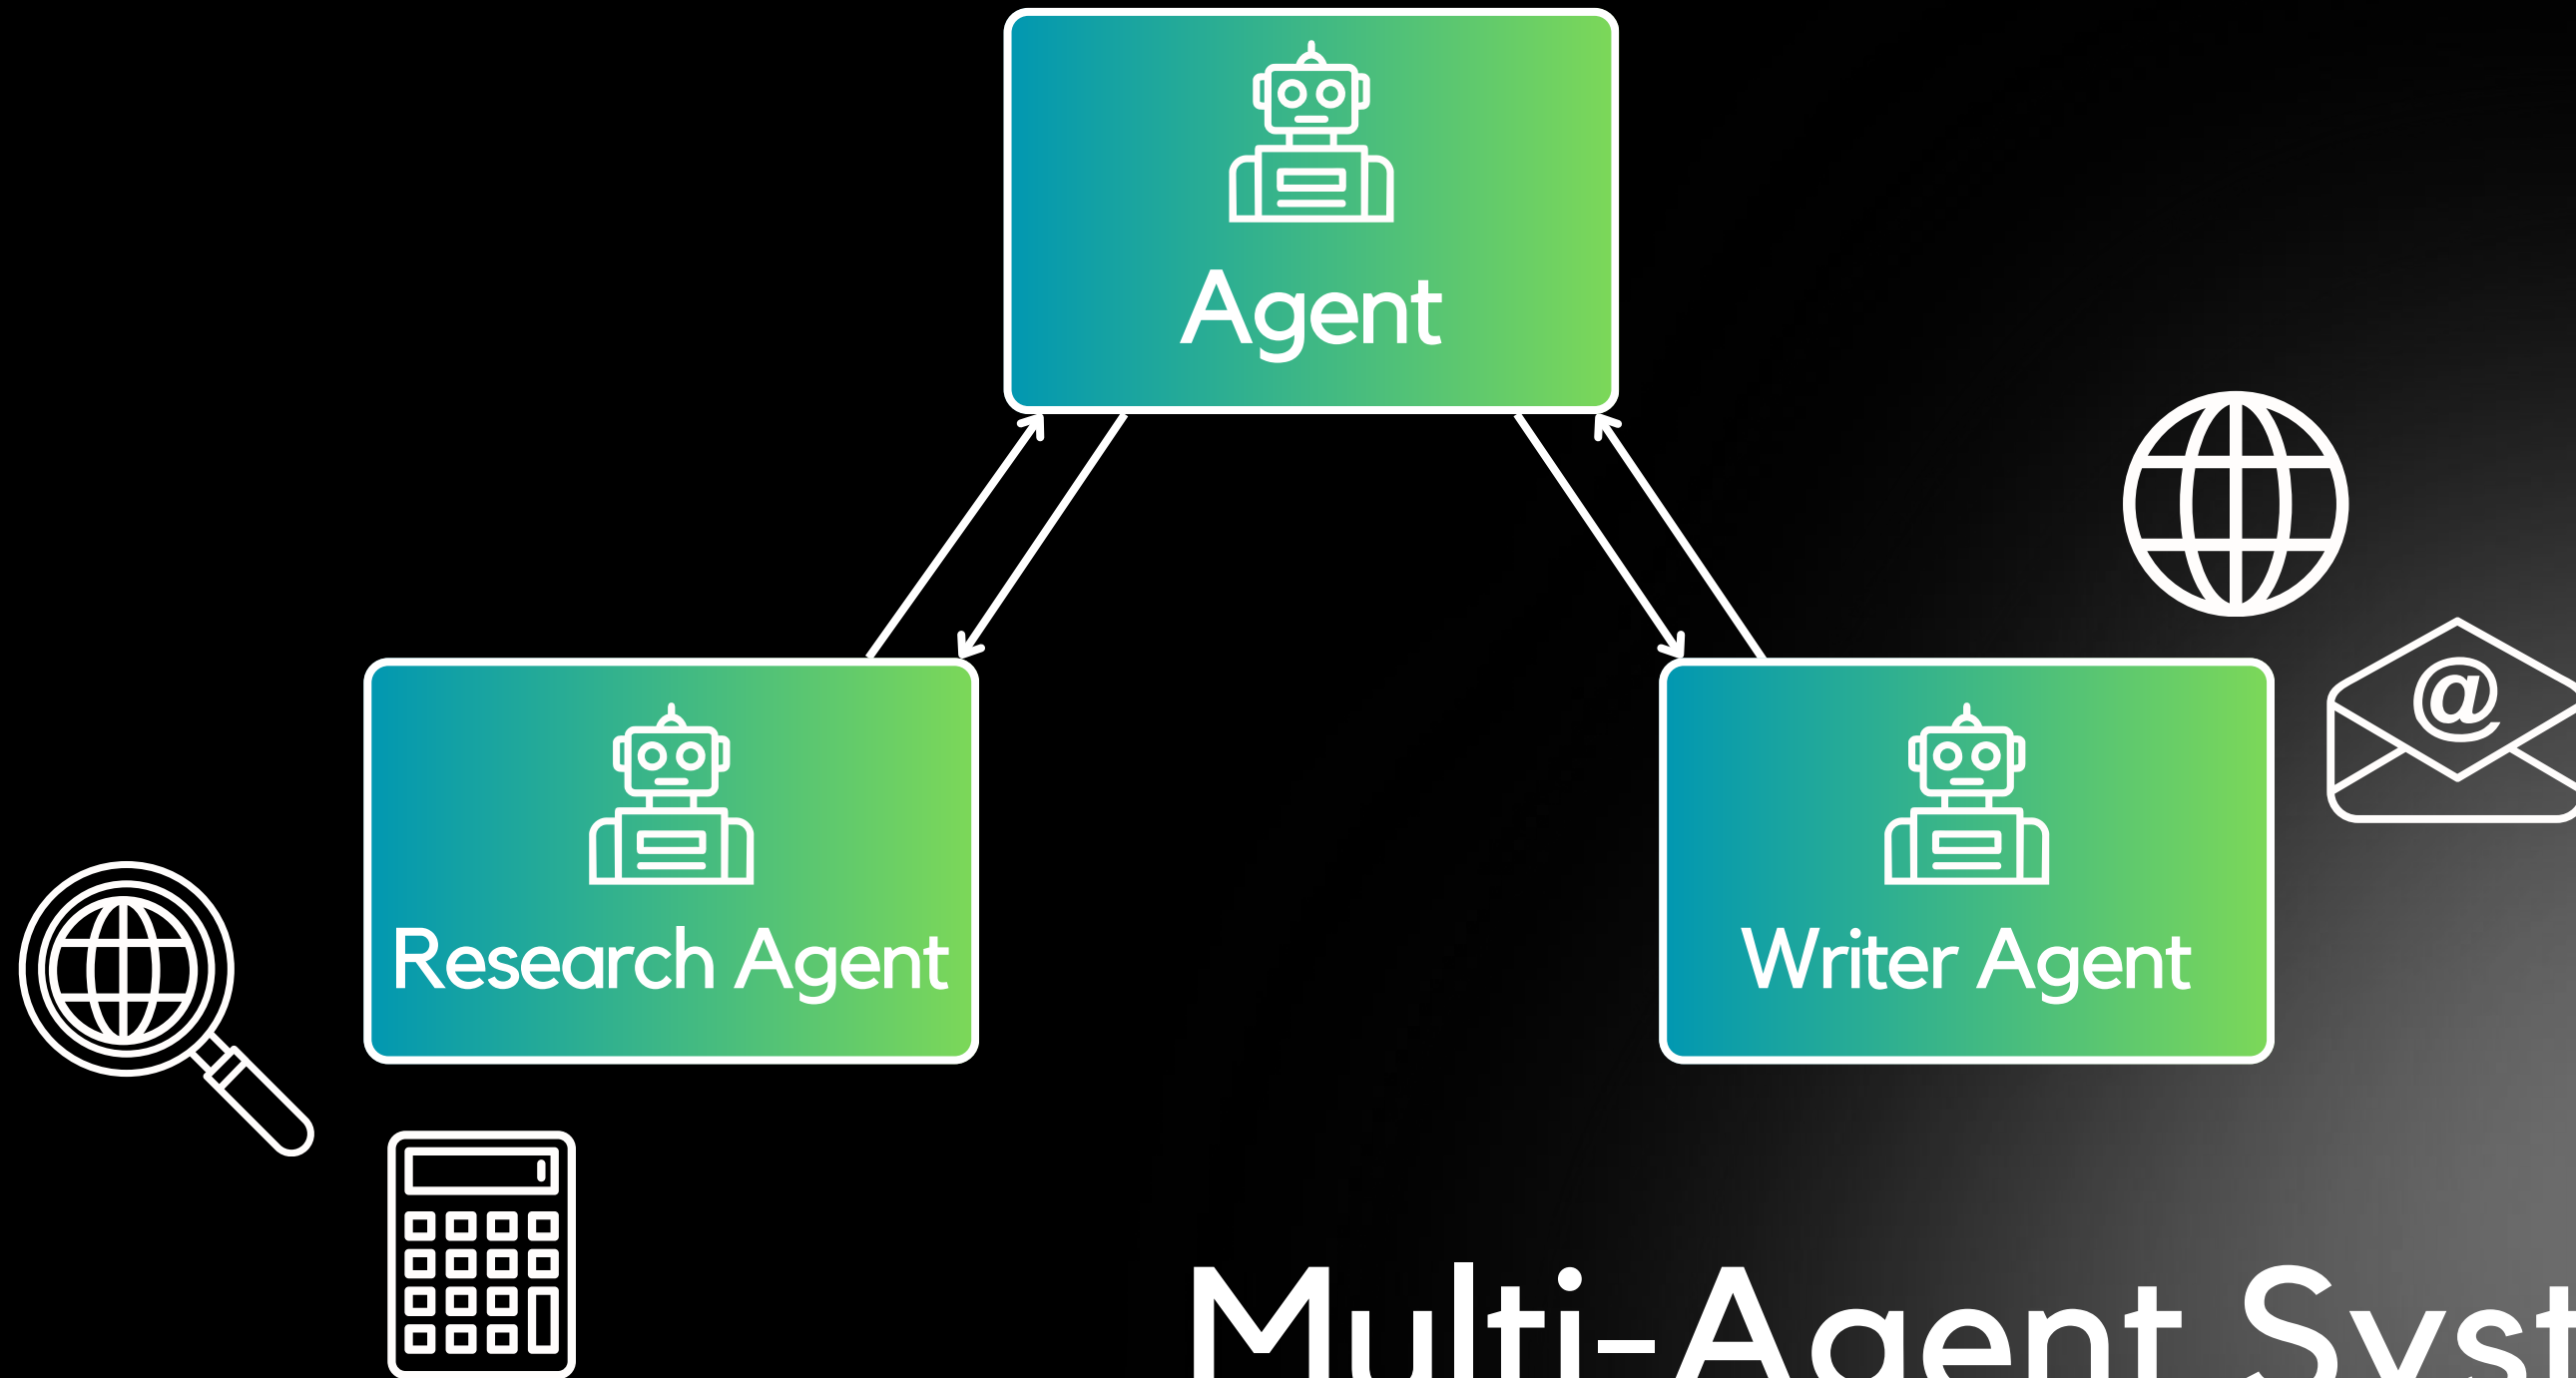 Agent
@
Research Agent
Writer Agent
Multi-Agent Syst